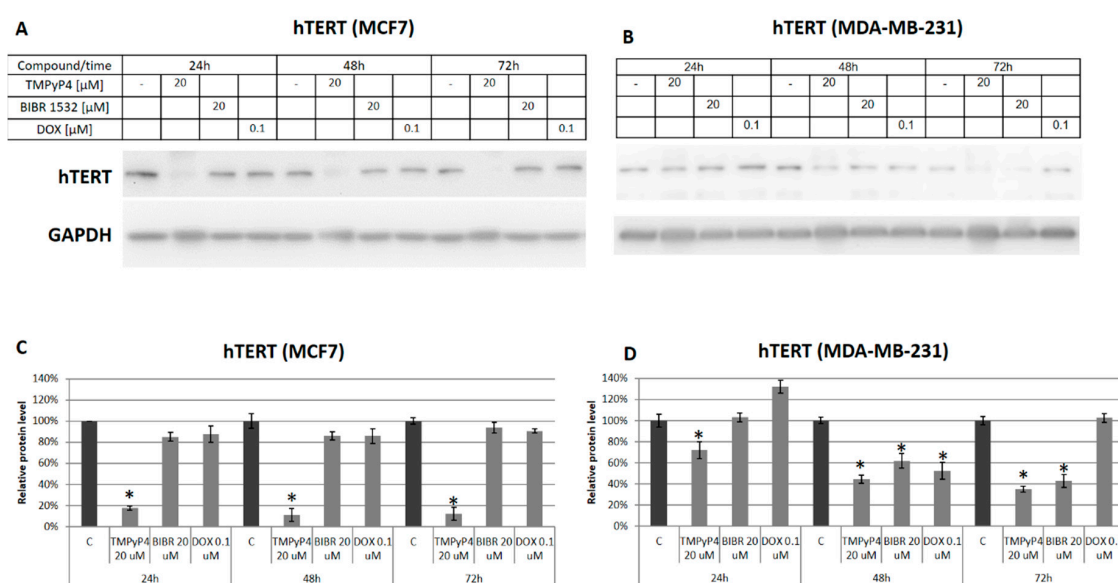 A
hTERT (MCF7)
Compound/time 24h 48h 72h
TMPyP4 [µM] - 20 - 20 - 20
BIBR 1532 [µM] 20 20 20
DOX [µM] 0.1 0.1 0.1
hTERT
GAPDH
B
hTERT (MDA-MB-231)
24h 48h 72h
- 20 - 20 - 20
20 20 20
0.1 0.1 0.1
C
hTERT (MCF7)
Relative protein level
140%
120%
100%
80%
60%
40%
20%
0%
* * *
C TMPyP4 BIBR 20 DOX 0.1 C TMPyP4 BIBR 20 DOX 0.1 C TMPyP4 BIBR 20 DOX 0.1
20 uM uM uM 20 uM uM uM 20 uM uM uM
24h 48h 72h
D
hTERT (MDA-MB-231)
Relative protein level
140%
120%
100%
80%
60%
40%
20%
0%
* * * * * *
C TMPyP4 BIBR 20 DOX 0.1 C TMPyP4 BIBR 20 DOX 0.1 C TMPyP4 BIBR 20 DOX 0.
20 uM uM uM 20 uM uM uM 20 uM uM uM
24h 48h 72h